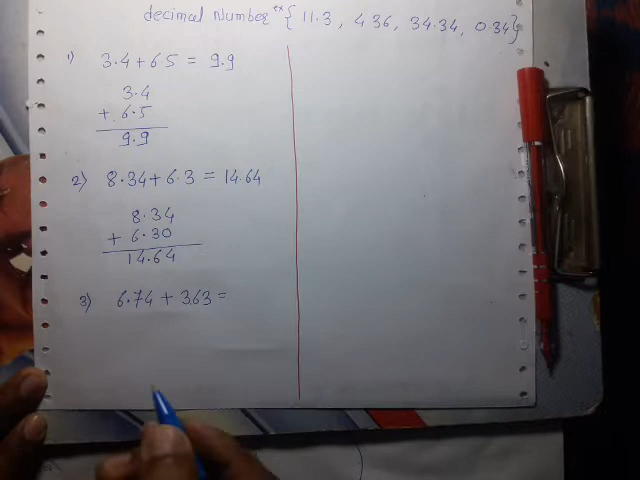 decimal Number ex { 11.3 , 4.36, 34.34, 0.34 }
1) 3.4 + 6.5 = 9.9
3.4
+ 6.5
9.9
2) 8.34 + 6.3 = 14.64
8.34
+ 6.30
14.64
3) 6.74 + 3.63 =